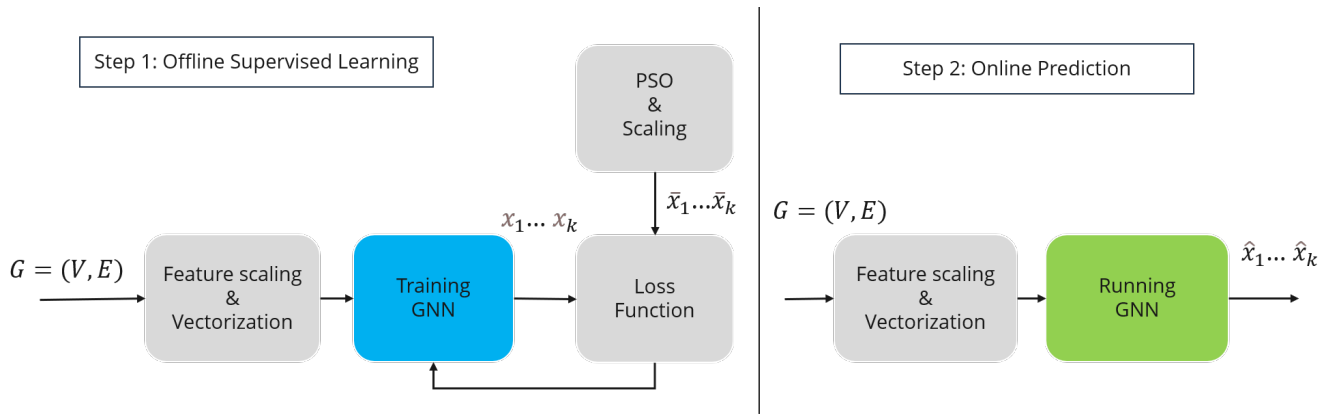 Step 1: Offline Supervised Learning
PSO
&
Scaling
x̄₁…x̄ₖ
x₁… xₖ
G = (V, E)
Feature scaling
&
Vectorization
Training
GNN
Loss
Function
Step 2: Online Prediction
G = (V, E)
Feature scaling
&
Vectorization
Running
GNN
x̂₁… x̂ₖ